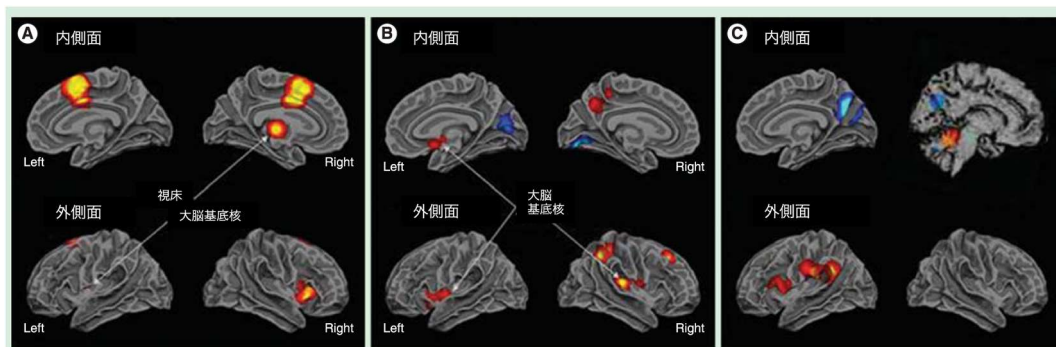 A
内側面
Left
Right
視床
大脳基底核
外側面
Left
Right
B
内側面
Left
Right
大脳
基底核
外側面
Left
Right
C
内側面
外側面